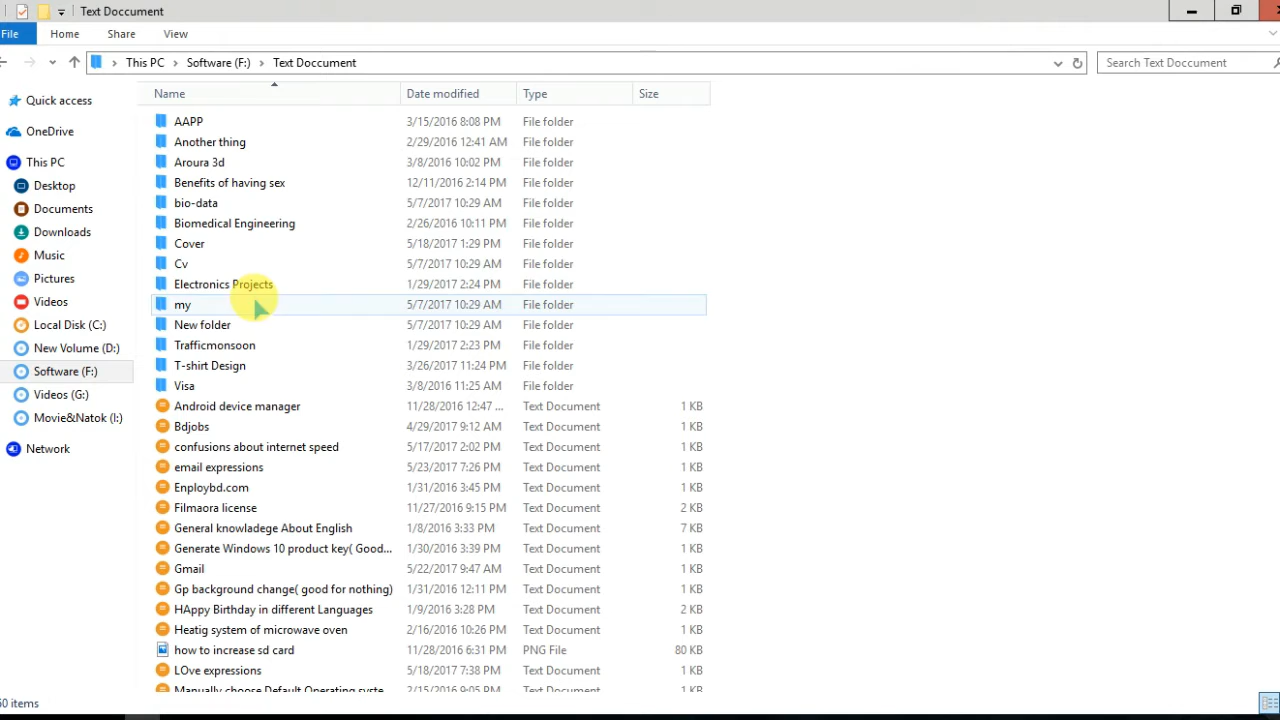 Text Doccument
File Home Share View
This PC Software (F:) Text Doccument Search Text Doccument
Name Date modified Type Size
Quick access
OneDrive
This PC
Desktop
Documents
Downloads
Music
Pictures
Videos
Local Disk (C:)
New Volume (D:)
Software (F:)
Videos (G:)
Movie&Natok (I:)
Network
AAPP 3/15/2016 8:08 PM File folder
Another thing 2/29/2016 12:41 AM File folder
Aroura 3d 3/8/2016 10:02 PM File folder
Benefits of having sex 12/11/2016 2:14 PM File folder
bio-data 5/7/2017 10:29 AM File folder
Biomedical Engineering 2/26/2016 10:11 PM File folder
Cover 5/18/2017 1:29 PM File folder
Cv 5/7/2017 10:29 AM File folder
Electronics Projects 1/29/2017 2:24 PM File folder
my 5/7/2017 10:29 AM File folder
New folder 5/7/2017 10:29 AM File folder
Trafficmonsoon 1/29/2017 2:23 PM File folder
T-shirt Design 3/26/2017 11:24 PM File folder
Visa 3/8/2016 11:25 AM File folder
Android device manager 11/28/2016 12:47 ... Text Document 1 KB
Bdjobs 4/29/2017 9:12 AM Text Document 1 KB
confusions about internet speed 5/17/2017 2:02 PM Text Document 1 KB
email expressions 5/23/2017 7:26 PM Text Document 1 KB
Enploybd.com 1/31/2016 3:45 PM Text Document 1 KB
Filmaora license 11/27/2016 9:15 PM Text Document 2 KB
General knowladege About English 1/8/2016 3:33 PM Text Document 7 KB
Generate Windows 10 product key( Good... 1/30/2016 3:39 PM Text Document 1 KB
Gmail 5/22/2017 9:47 AM Text Document 1 KB
Gp background change( good for nothing) 1/31/2016 12:11 PM Text Document 1 KB
HAppy Birthday in different Languages 1/9/2016 3:28 PM Text Document 2 KB
Heatig system of microwave oven 2/16/2016 10:26 PM Text Document 1 KB
how to increase sd card 11/28/2016 6:31 PM PNG File 80 KB
LOve expressions 5/18/2017 7:38 PM Text Document 1 KB
Manually choose Default Operating syste... 2/15/2016 9:05 PM Text Document 1 KB
items